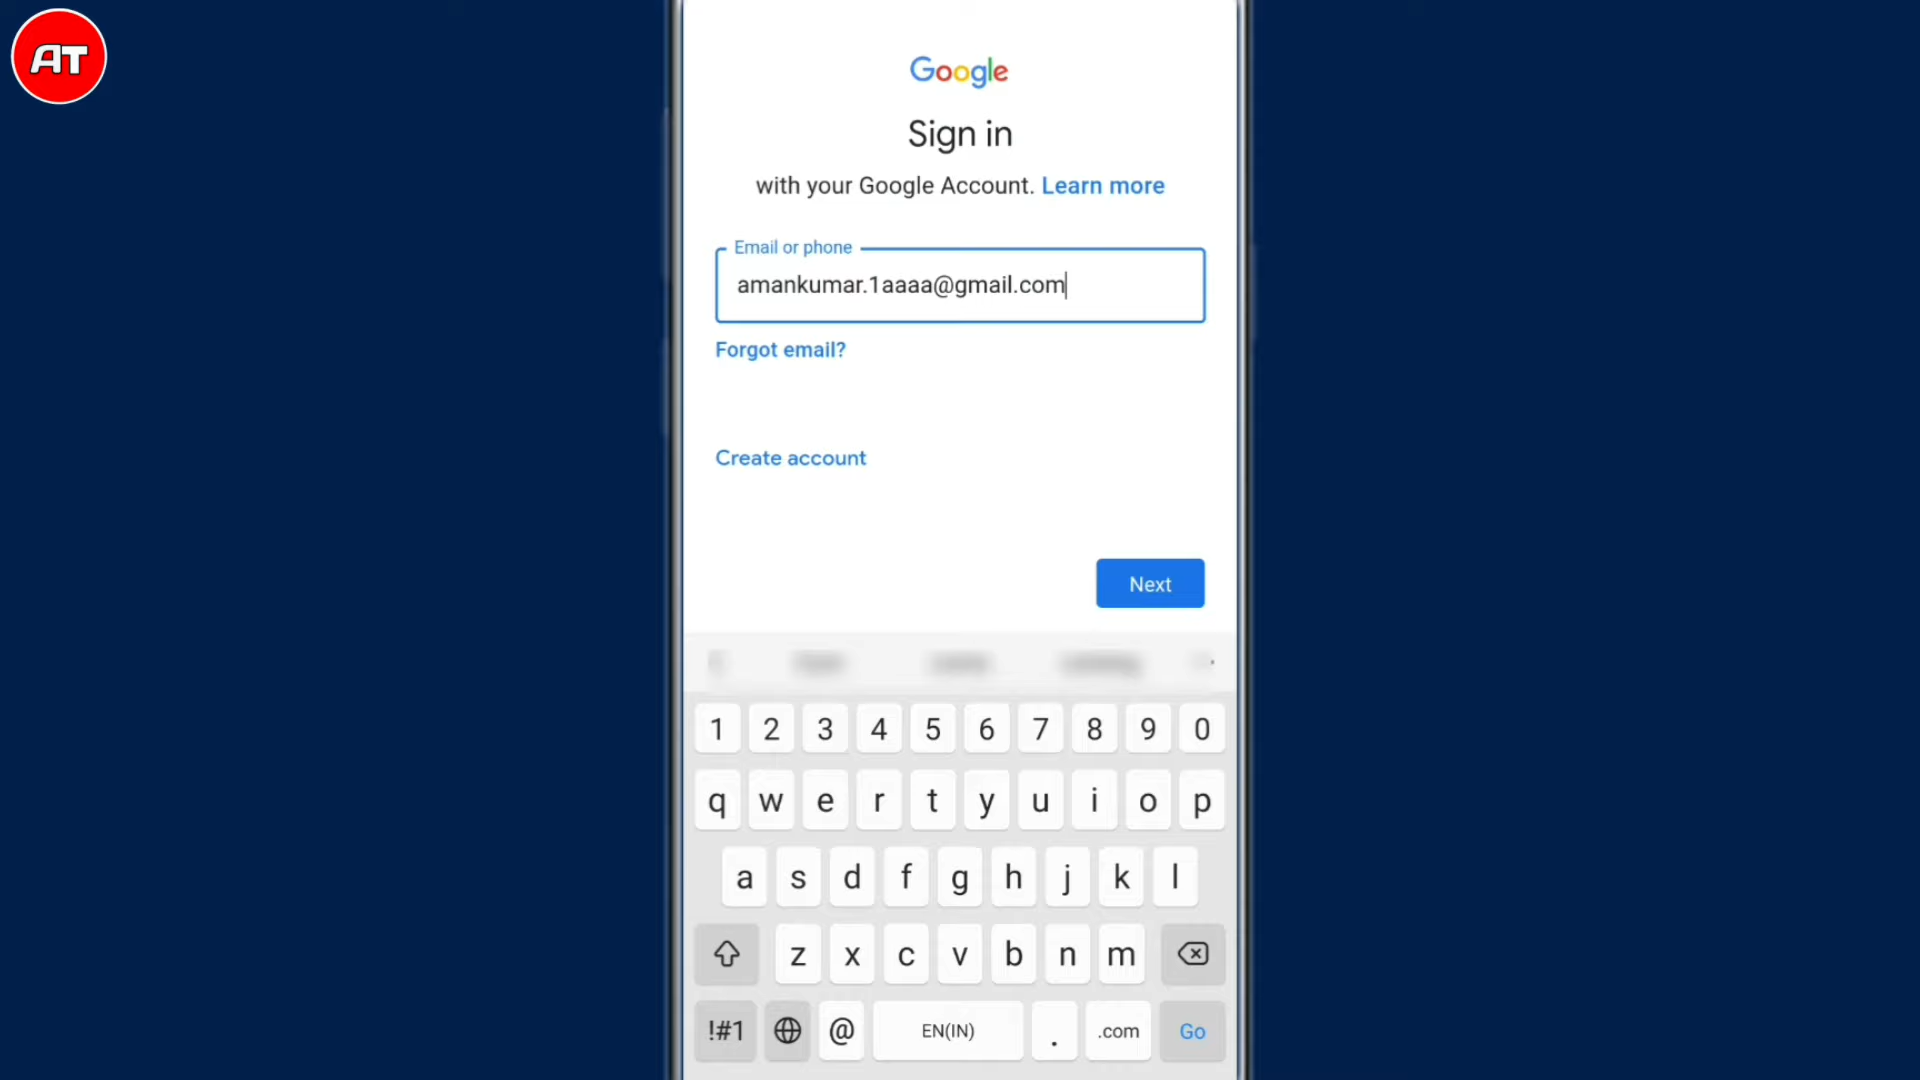 AT
Google
Sign in
with your Google Account. Learn more
Email or phone
amankumar.1aaaa@gmail.com
Forgot email?
Create account
Next
1 2 3 4 5 6 7 8 9 0
q w e r t y u i o p
a s d f g h j k l
z x c v b n m
!#1 @ EN(IN) . .com Go